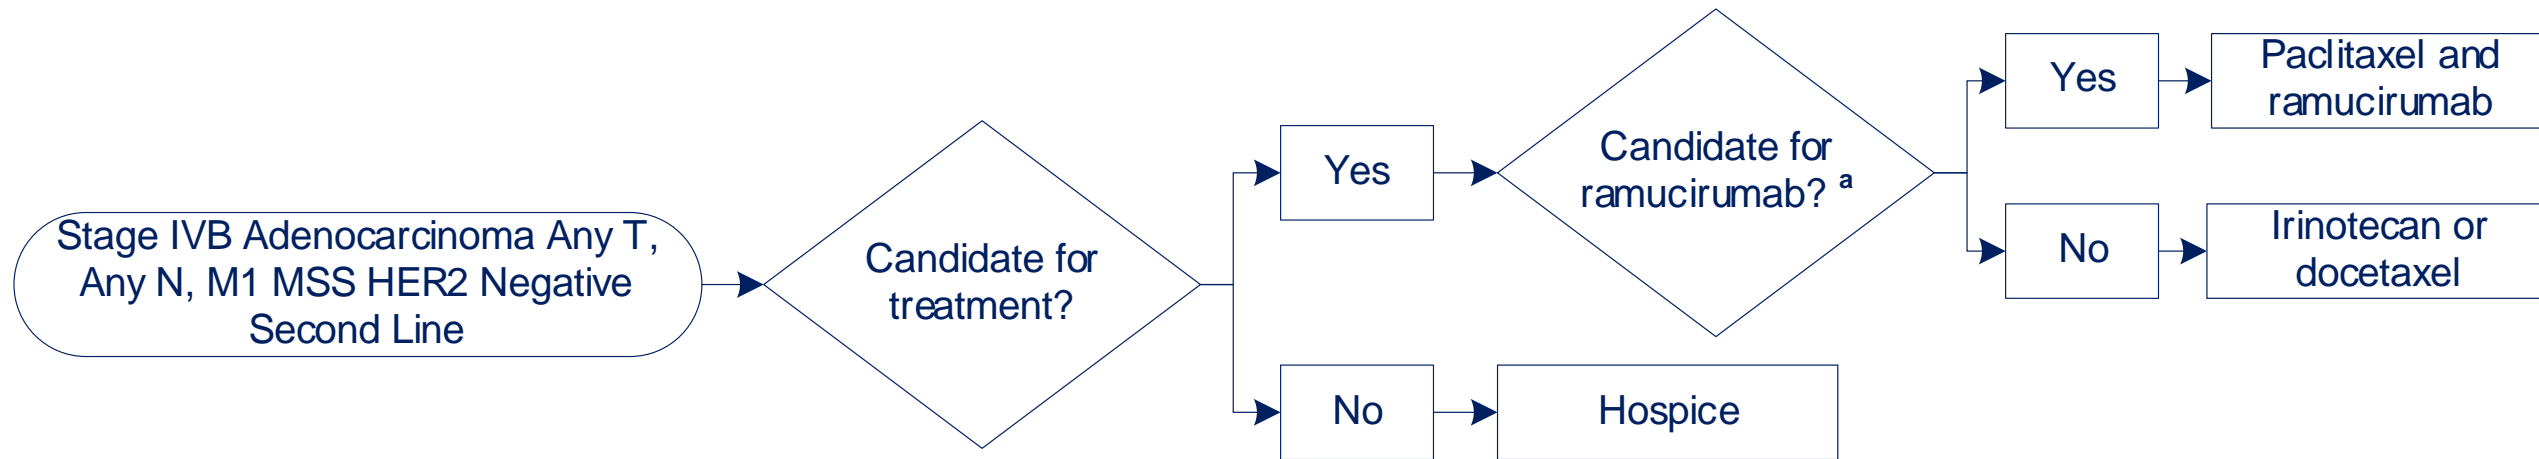 Stage IVB Adenocarcinoma Any T,
Any N, M1 MSS HER2 Negative
Second Line
Candidate for
treatment?
Yes
Candidate for
ramucirumab? a
Yes
Paclitaxel and
ramucirumab
No
Irinotecan or
docetaxel
No
Hospice